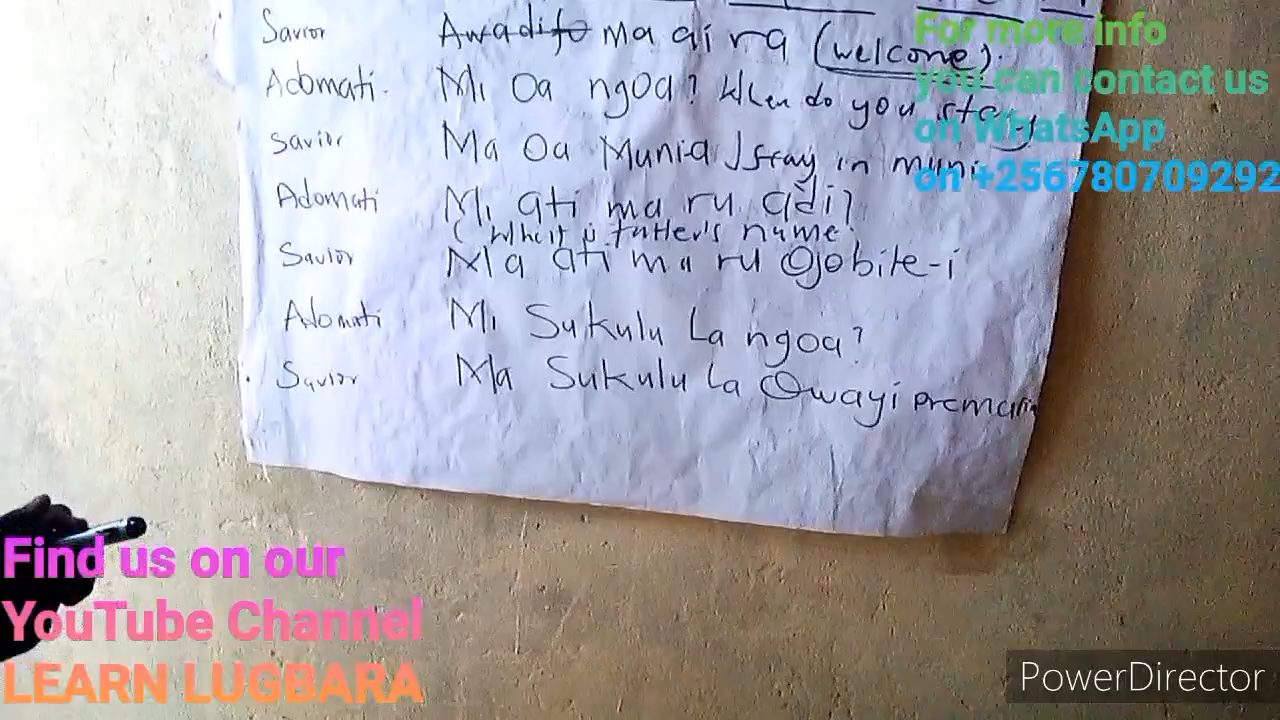 Savior Awadifo ma ai ra (welcome).
Adomati. Mi Oa ngoa? When do you stay
Savior Ma Oa Munia I stay in muni
Adomati Mi ati ma ru adi?
( What is father's name
Savior Ma ati ma ru Ojobite-i
Adomati Mi Sukulu La ngoa?
Savior Ma Sukulu La Owayi
For more info
you can contact us
on WhatsApp
on +256780709292
Find us on our
YouTube Channel
LEARN LUGBARA
PowerDirector